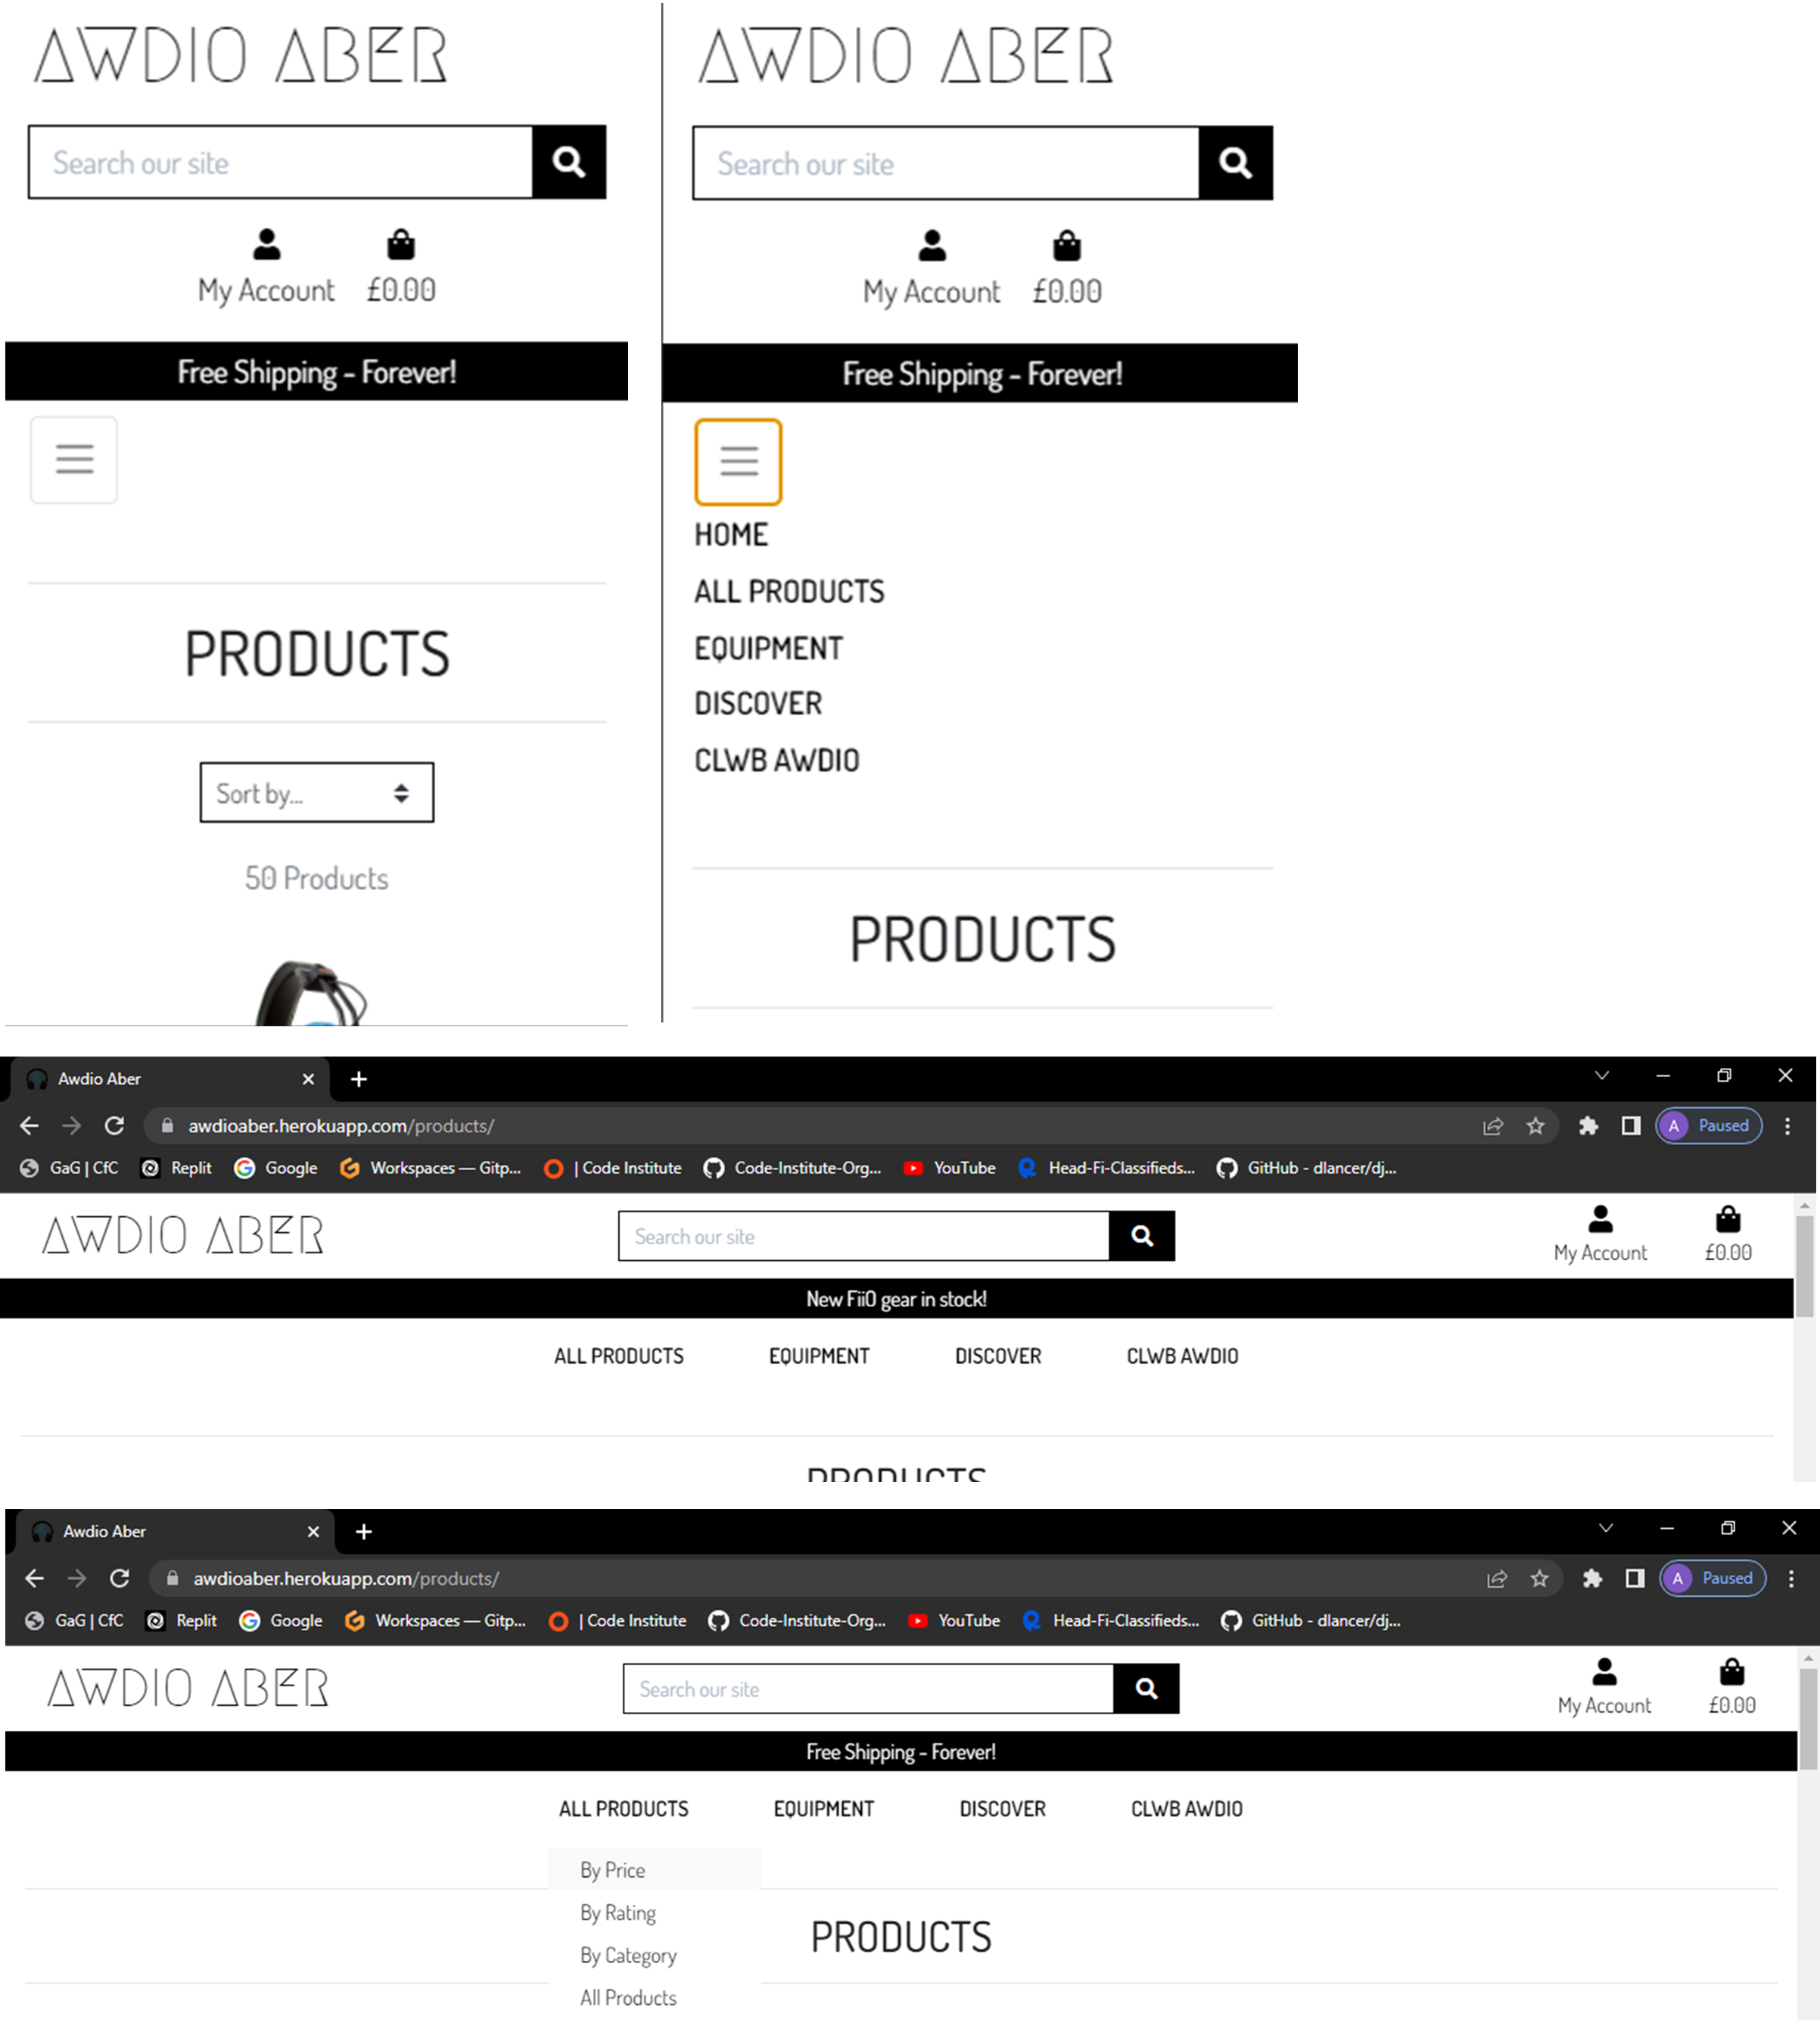 AWDIO ABER
Search our site
My Account £0.00
Free Shipping - Forever!
PRODUCTS
Sort by...
50 Products
AWDIO ABER
Search our site
My Account £0.00
Free Shipping - Forever!
HOME
ALL PRODUCTS
EQUIPMENT
DISCOVER
CLWB AWDIO
PRODUCTS
Awdio Aber
awdioaber.herokuapp.com/products/
A Paused
GaG | CfC Replit Google Workspaces — Gitp... | Code Institute Code-Institute-Org... YouTube Head-Fi-Classifieds... GitHub - dlancer/dj...
AWDIO ABER Search our site My Account £0.00
New FiiO gear in stock!
ALL PRODUCTS EQUIPMENT DISCOVER CLWB AWDIO
PRODUCTS
Awdio Aber
awdioaber.herokuapp.com/products/
A Paused
GaG | CfC Replit Google Workspaces — Gitp... | Code Institute Code-Institute-Org... YouTube Head-Fi-Classifieds... GitHub - dlancer/dj...
AWDIO ABER Search our site My Account £0.00
Free Shipping - Forever!
ALL PRODUCTS EQUIPMENT DISCOVER CLWB AWDIO
By Price
By Rating
PRODUCTS
By Category
All Products